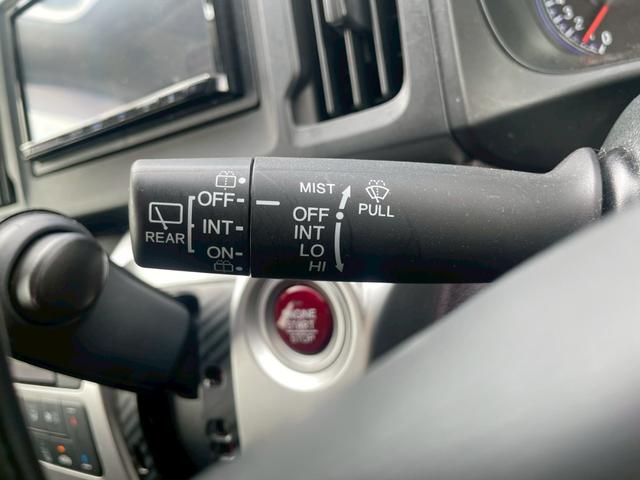 OFF
INT
ON
REAR
MIST
OFF
INT
LO
HI
PULL
ENGINE
START
STOP